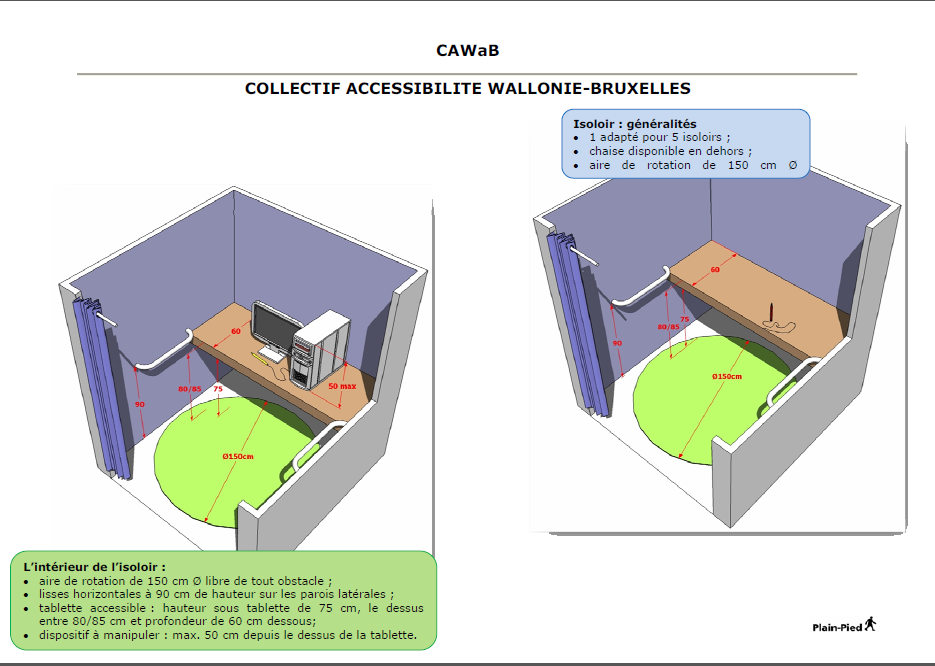 CAWaB
COLLECTIF ACCESSIBILITE WALLONIE-BRUXELLES
Isoloir : généralités
• 1 adapté pour 5 isoloirs ;
• chaise disponible en dehors ;
• aire de rotation de 150 cm Ø
60
80/85
75
90
50 max
Ø150cm
60
80/85
75
90
Ø150cm
L'intérieur de l'isoloir :
• aire de rotation de 150 cm Ø libre de tout obstacle ;
• lisses horizontales à 90 cm de hauteur sur les parois latérales ;
• tablette accessible : hauteur sous tablette de 75 cm, le dessus
entre 80/85 cm et profondeur de 60 cm dessous;
• dispositif à manipuler : max. 50 cm depuis le dessus de la tablette.
Plain-Pied